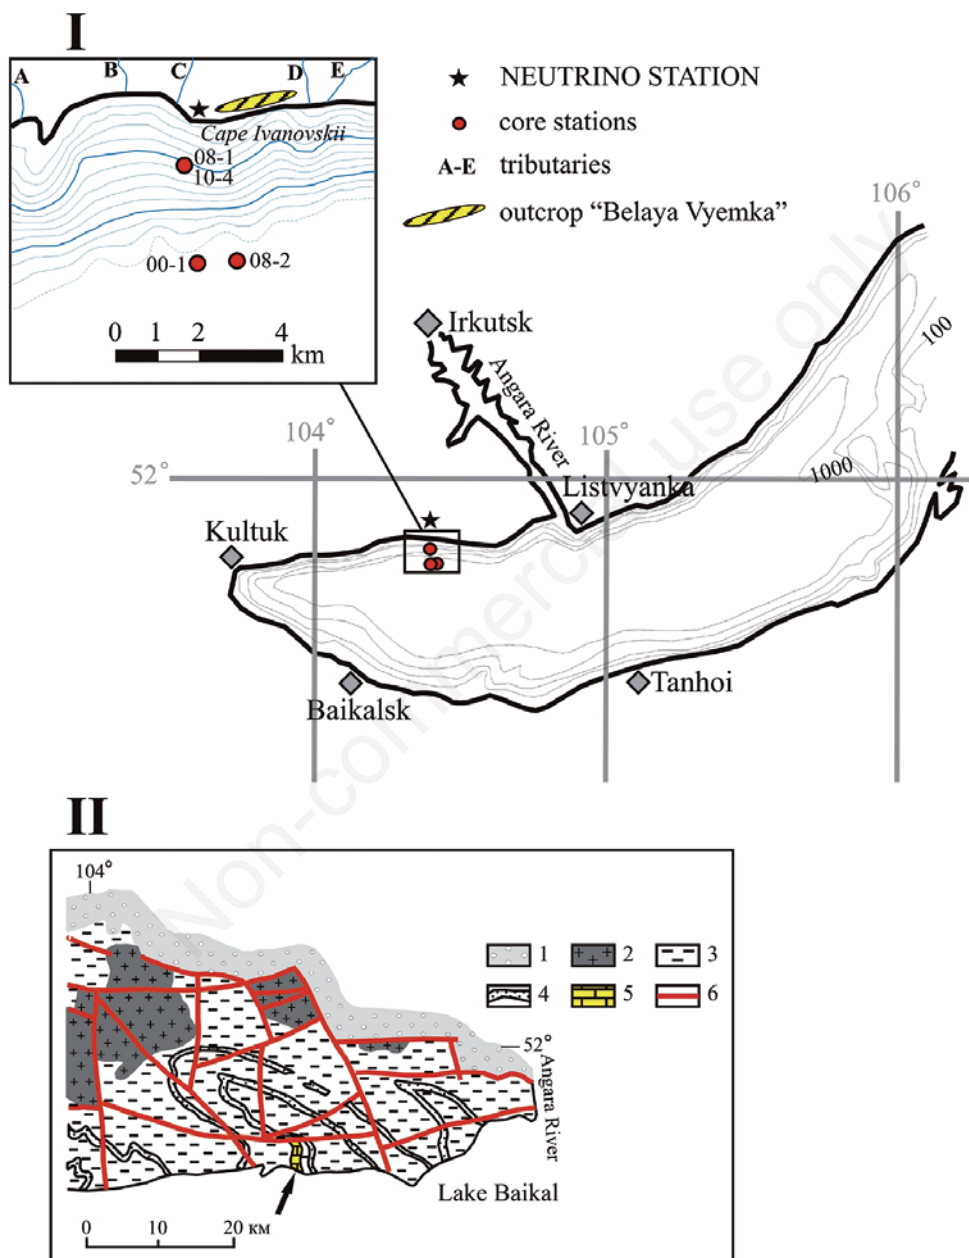 I
A B C D E
Cape Ivanovskii
08-1
10-4
00-1 08-2
0 1 2 4
km
NEUTRINO STATION
core stations
A-E tributaries
outcrop “Belaya Vyemka”
106°
Irkutsk
100
Angara River
104° 105°
52°
1000
Listvyanka
Kultuk
Baikalsk
Tanhoi
Non-commercial use only
II
104°
1 2 3
4 5 6
52°
Angara River
Lake Baikal
0 10 20 км